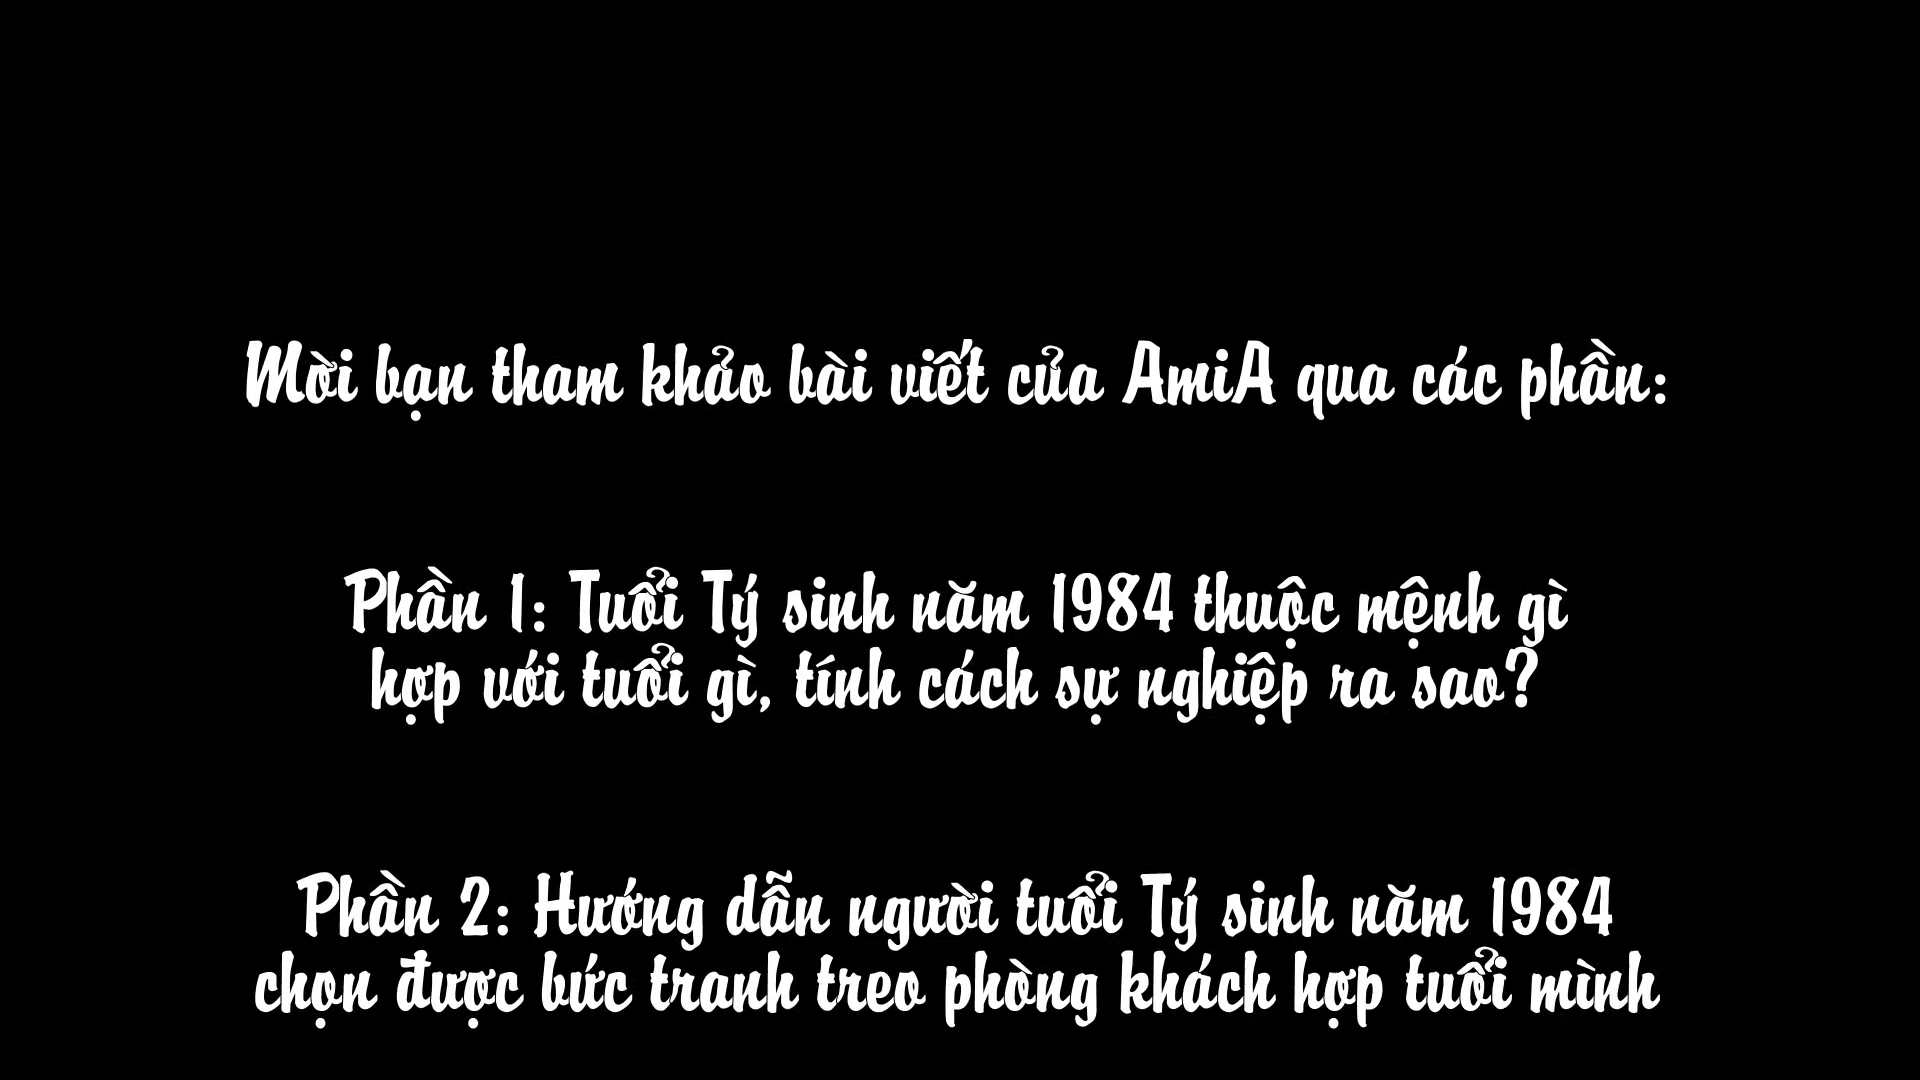 Mời bạn tham khảo bài viết của AmiA qua các phần:
Phần 1: Tuổi Tý sinh năm 1984 thuộc mệnh gì
hợp với tuổi gì, tính cách sự nghiệp ra sao?
Phần 2: Hướng dẫn người tuổi Tý sinh năm 1984
chọn được bức tranh treo phòng khách hợp tuổi mình